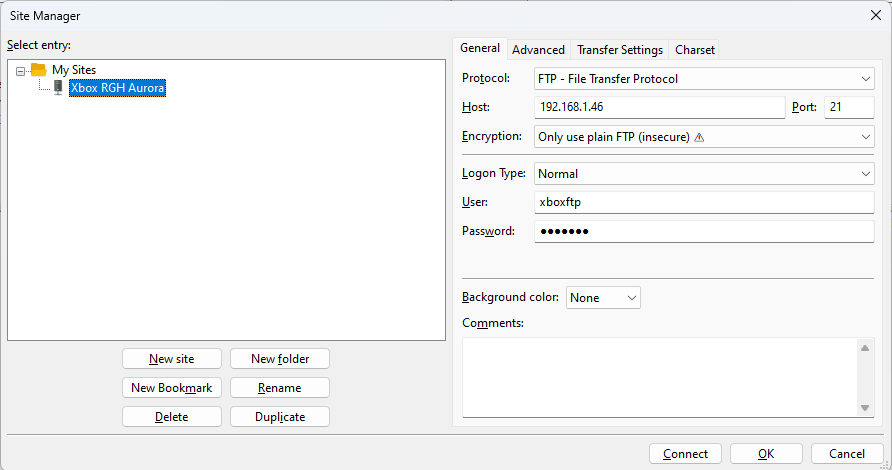 Site Manager
Select entry:
My Sites
Xbox RGH Aurora
New site
New folder
New Bookmark
Rename
Delete
Duplicate
General
Advanced
Transfer Settings
Charset
Protocol:
FTP - File Transfer Protocol
Host:
192.168.1.46
Port:
21
Encryption:
Only use plain FTP (insecure) ⚠
Logon Type:
Normal
User:
xboxftp
Password:
●●●●●●●
Background color:
None
Comments:
Connect
OK
Cancel